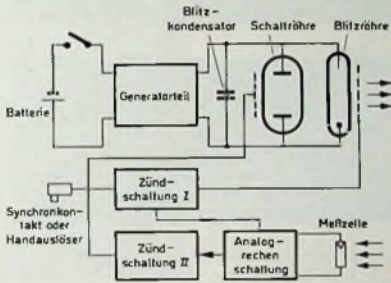 Blitz-
kondensator
Schaltröhre
Blitzröhre
Batterie
Generatorteil
Synchronkon-
takt oder
Handauslöser
Zünd-
schaltung I
Zünd-
schaltung II
Analog-
rechen
schaltung
Meßzelle